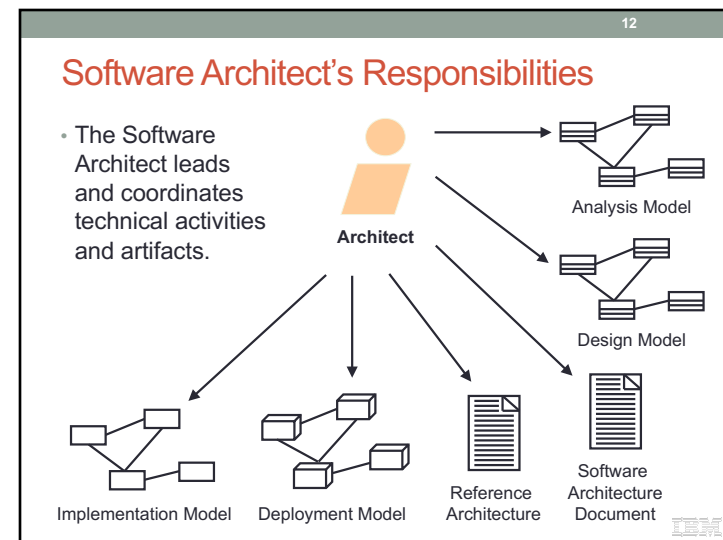 12
Software Architect's Responsibilities
• The Software
Architect leads
and coordinates
technical activities
and artifacts.
Architect
Analysis Model
Design Model
Implementation Model
Deployment Model
Reference
Architecture
Software
Architecture
Document
IBM